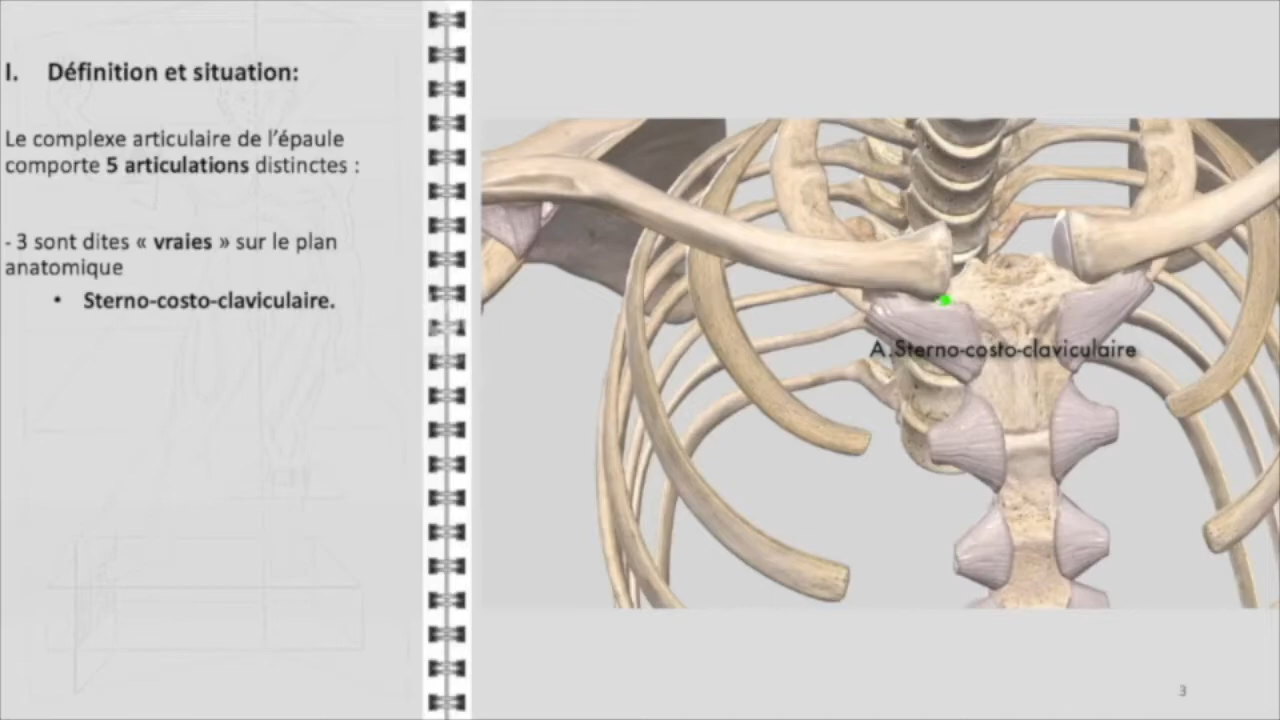 I. Définition et situation:
Le complexe articulaire de l'épaule
comporte 5 articulations distinctes :
- 3 sont dites « vraies » sur le plan
anatomique
• Sterno-costo-claviculaire.
A.Sterno-costo-claviculaire
3